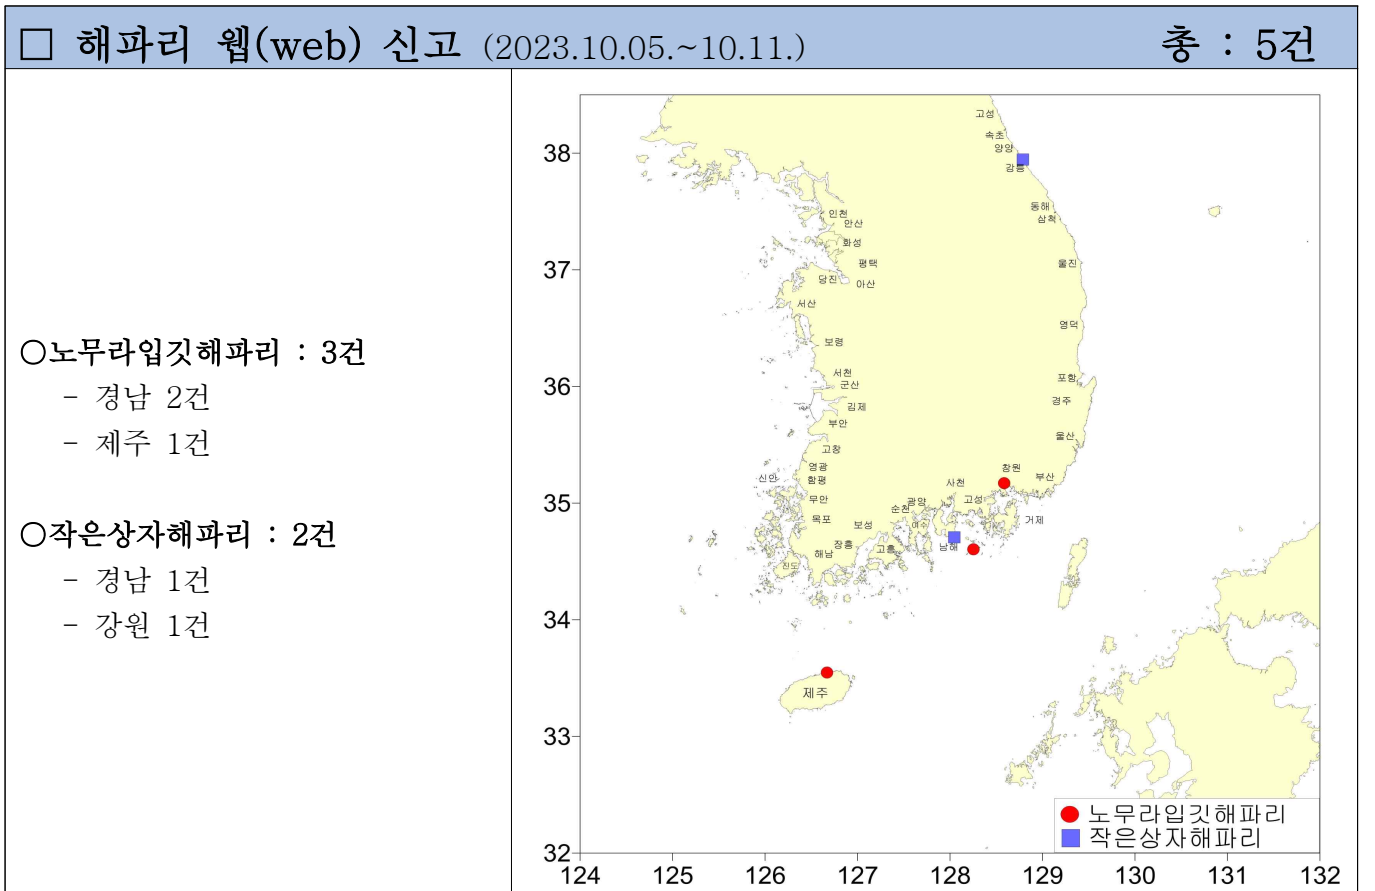 □ 해파리 웹(web) 신고 (2023.10.05.~10.11.) 총 : 5건
○노무라입깃해파리 : 3건
- 경남 2건
- 제주 1건
○작은상자해파리 : 2건
- 경남 1건
- 강원 1건
고성
속초
38
양양
강릉
동해
인천
삼척
안산
화성
37
평택
울진
당진
아산
서산
영덕
보령
서천
포항
36
군산
경주
김제
부안
울산
고창
영광
창원
신안
함평
사천
부산
35
무안
광양
고성
순천
목포
거제
보성
여수
장흥
남해
해남
고흥
진도
34
제주
33
노무라입깃해파리
작은상자해파리
32
124 125 126 127 128 129 130 131 132